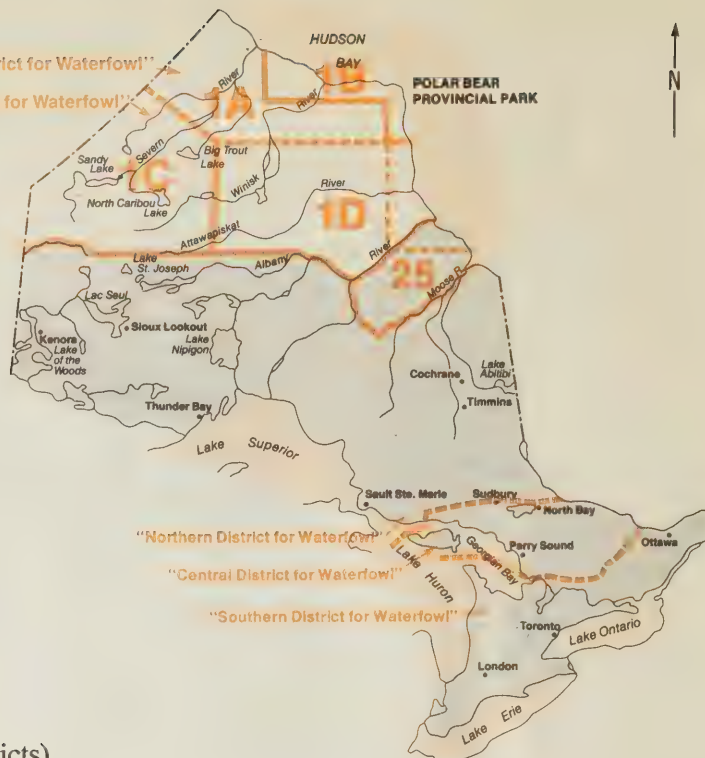 HUDSON
BAY
N
ict for Waterfowl"
for Waterfowl"
River
1B
1A
River
POLAR BEAR
PROVINCIAL PARK
Sandy
Lake
Severn
Big Trout
Lake
1C
North Caribou
Lake
Winisk
River
1D
Attawapiskat
River
25
Lake
St. Joseph
Albany
Moose R.
Lac Seul
Sioux Lookout
Kenora
Lake
of the
Woods
Lake
Nipigon
Cochrane
Lake
Abitibi
Timmins
Thunder Bay
Lake Superior
Sault Ste. Marie
Sudbury
North Bay
"Northern District for Waterfowl"
Georgian Bay
Parry Sound
Ottawa
"Central District for Waterfowl"
Lake Huron
"Southern District for Waterfowl"
Toronto
Lake Ontario
London
Lake Erie
icts)